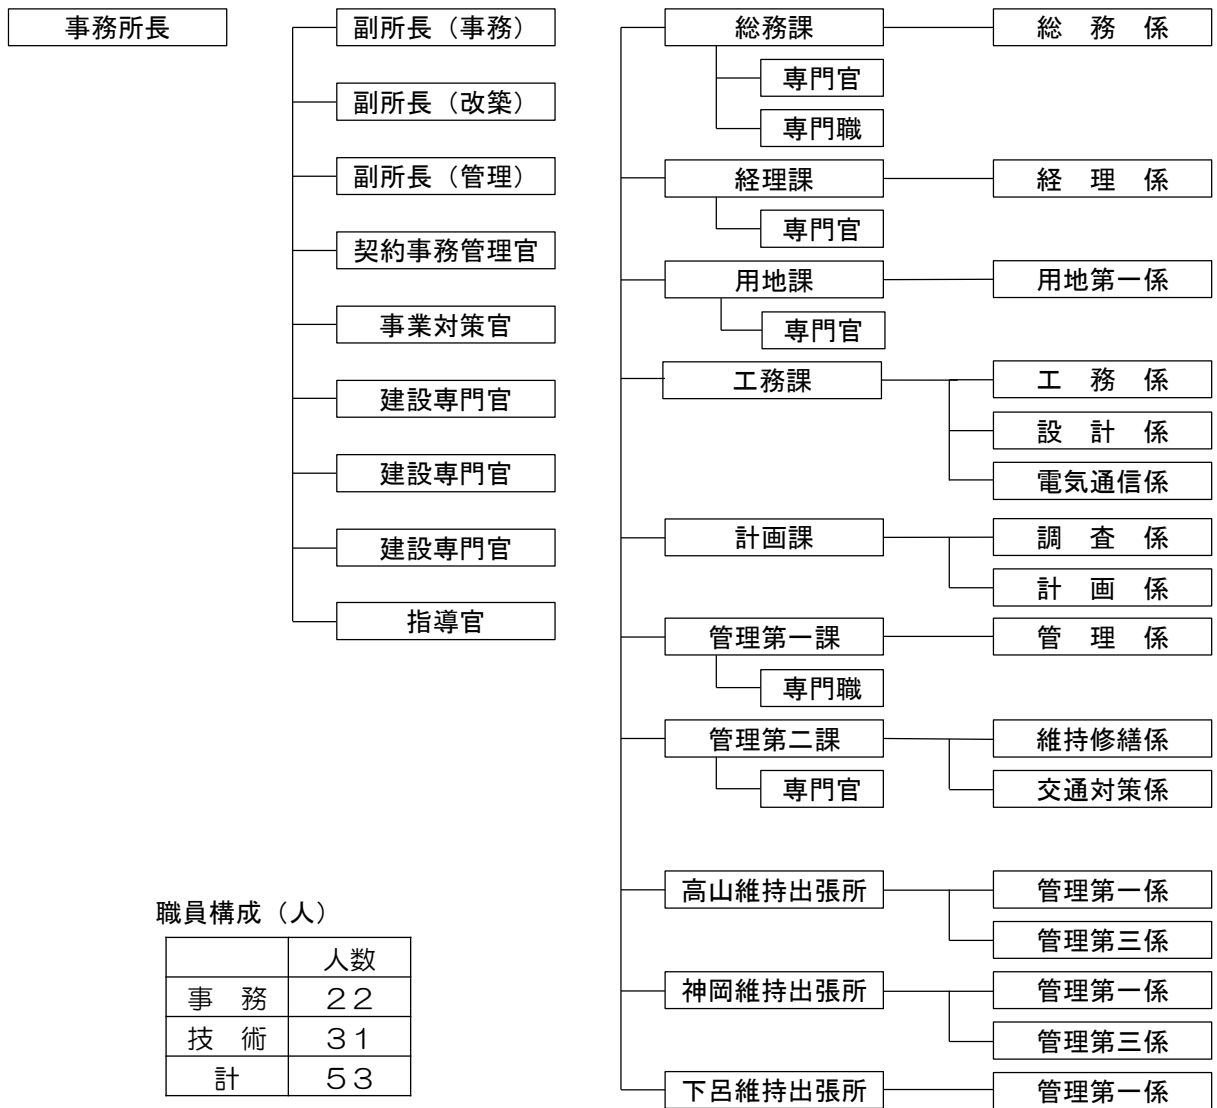 事務所長
副所長（事務）
副所長（改築）
副所長（管理）
契約事務管理官
事業対策官
建設専門官
建設専門官
建設専門官
指導官
総務課
総　務　係
専門官
専門職
経理課
経　理　係
専門官
用地課
用地第一係
専門官
工務課
工　務　係
設　計　係
電気通信係
計画課
調　査　係
計　画　係
管理第一課
管　理　係
専門職
管理第二課
維持修繕係
専門官
交通対策係
高山維持出張所
管理第一係
管理第三係
神岡維持出張所
管理第一係
管理第三係
下呂維持出張所
管理第一係
職員構成（人）
人数
事　務　２２
技　術　３１
計　５３